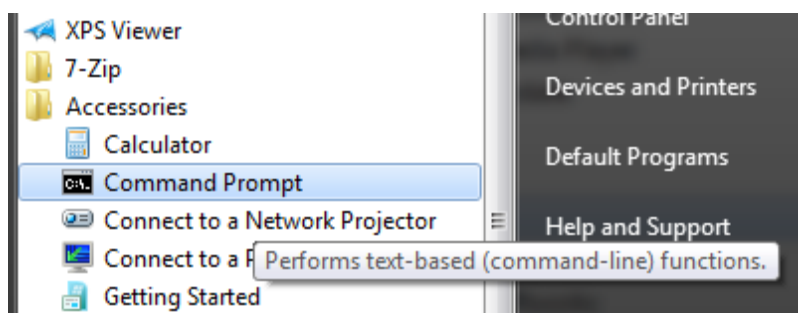 XPS Viewer
7-Zip
Accessories
Calculator
C:\.
Command Prompt
Connect to a Network Projector
Connect to a
Performs text-based (command-line) functions.
Getting Started
Control Panel
Devices and Printers
Default Programs
Help and Support